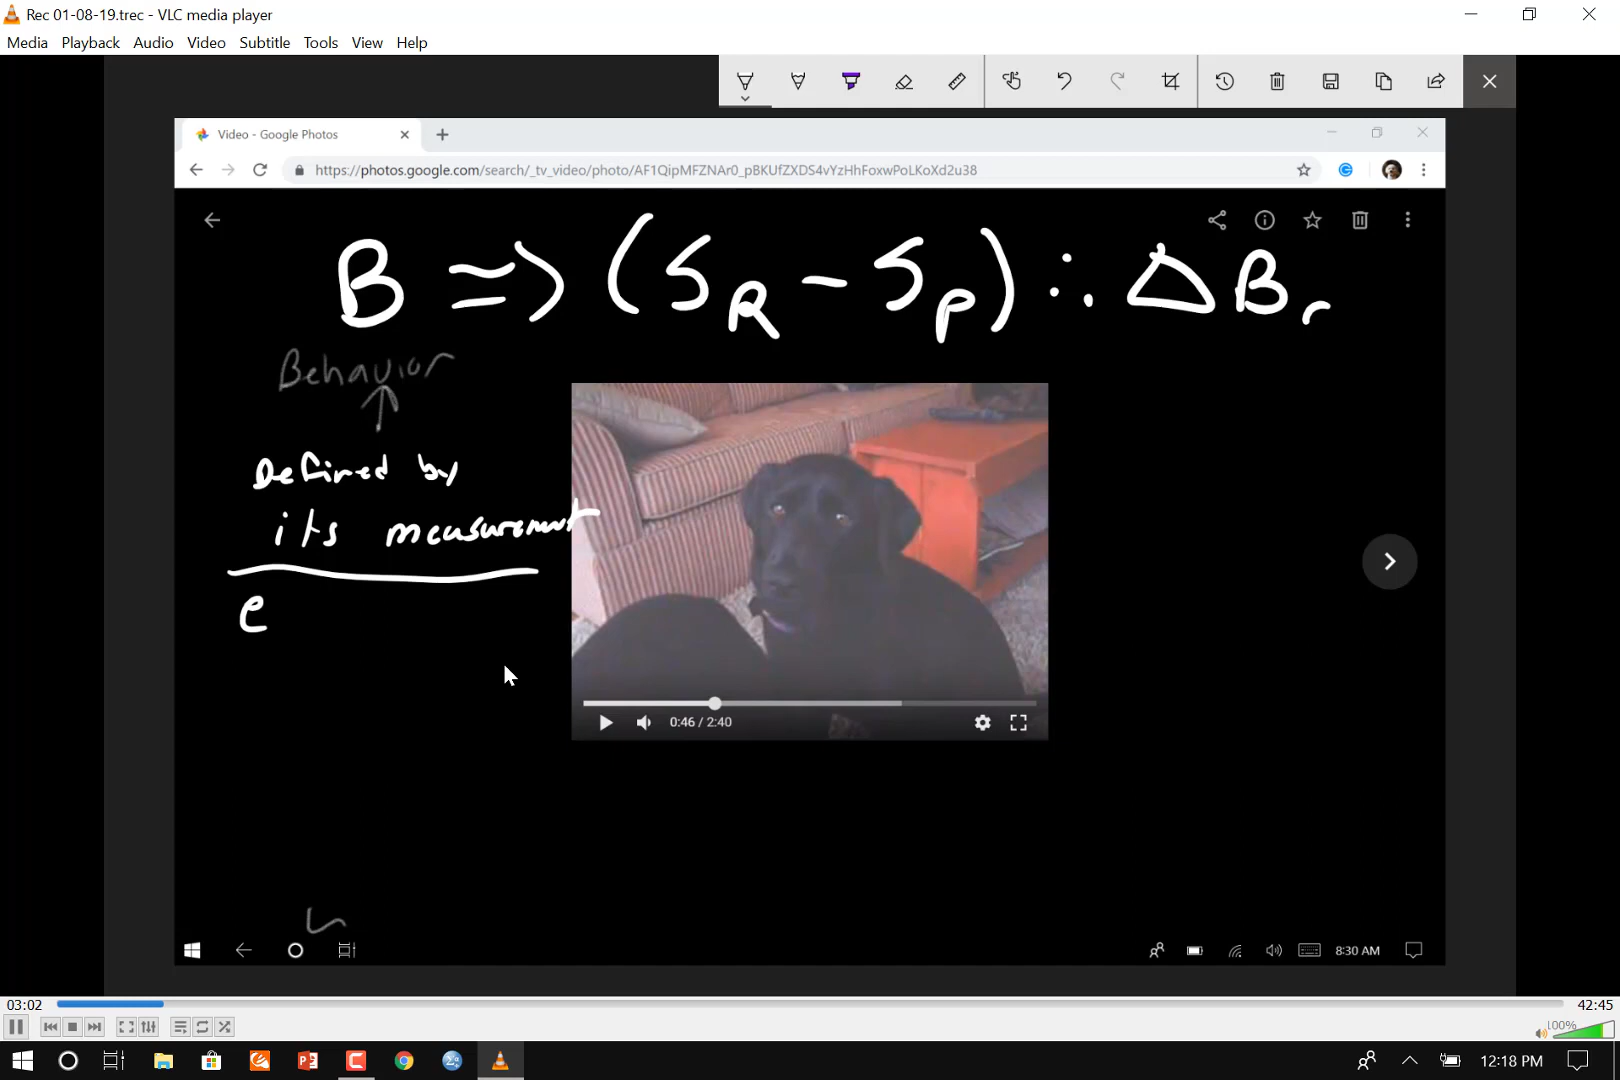 Rec 01-08-19.trec - VLC media player
Media Playback Audio Video Subtitle Tools View Help
Video - Google Photos
https://photos.google.com/search/_tv_video/photo/AF1QipMFZNAr0_pBKUfZXDS4vYzHhFoxwPoLKoXd2u38
B => (S_R - S_P) ∴ Δ B_r
Behavior
↑
Defined by
its measurement
e
0:46 / 2:40
8:30 AM
03:02
42:45
100%
12:18 PM